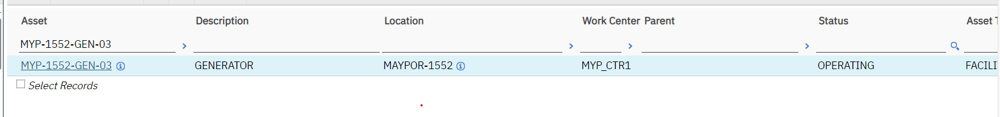 Asset Description Location Work Center Parent Status Asset
MYP-1552-GEN-03
MYP-1552-GEN-03 GENERATOR MAYPOR-1552 MYP_CTR1 OPERATING FACILI
Select Records